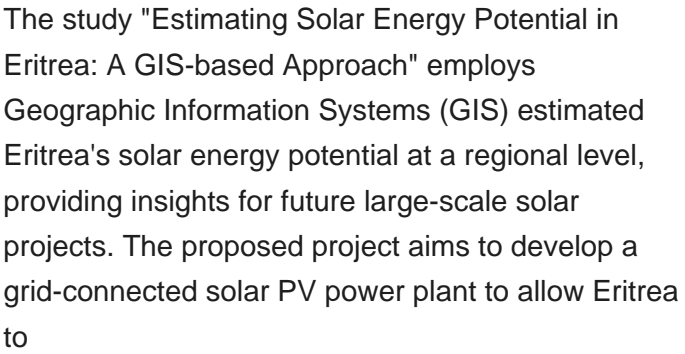 The study "Estimating Solar Energy Potential in
Eritrea: A GIS-based Approach" employs
Geographic Information Systems (GIS) estimated
Eritrea's solar energy potential at a regional level,
providing insights for future large-scale solar
projects. The proposed project aims to develop a
grid-connected solar PV power plant to allow Eritrea
to